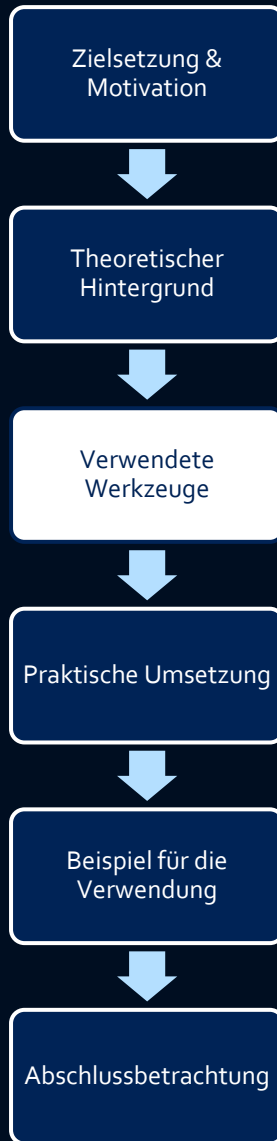 Zielsetzung &
Motivation
Theoretischer
Hintergrund
Verwendete
Werkzeuge
Praktische Umsetzung
Beispiel für die
Verwendung
Abschlussbetrachtung